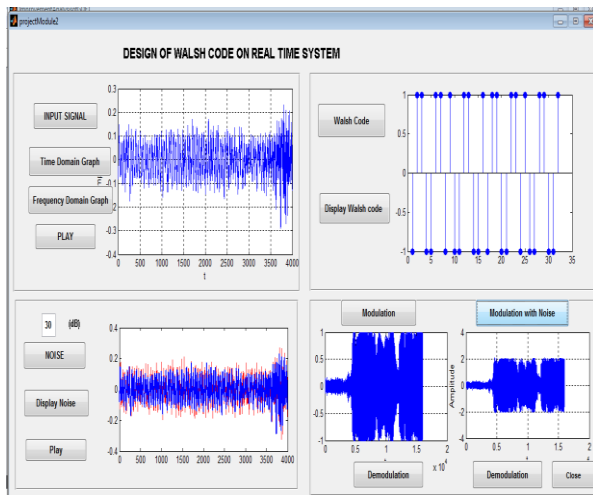 projectModule2
DESIGN OF WALSH CODE ON REAL TIME SYSTEM
INPUT SIGNAL
Time Domain Graph
Frequency Domain Graph
PLAY
0.3
0.2
0.1
0
-0.1
-0.3
-0.4
0 500 1000 1500 2000 2500 3000 3500 4000
t
Walsh Code
Display Walsh code
1
0.5
0
-0.5
-1
0 5 10 15 20 25 30 35
30 (dB)
NOISE
Display Noise
Play
0.4
0.2
0
-0.2
-0.4
0 500 1000 1500 2000 2500 3000 3500 4000
Modulation
1
0.5
0
-0.5
-1
0 0.5 1 1.5 2
x 10^4
Demodulation
Modulation with Noise
Amplitude
4
2
0
-2
-4
0 0.5 1 1.5 2
Demodulation
Close